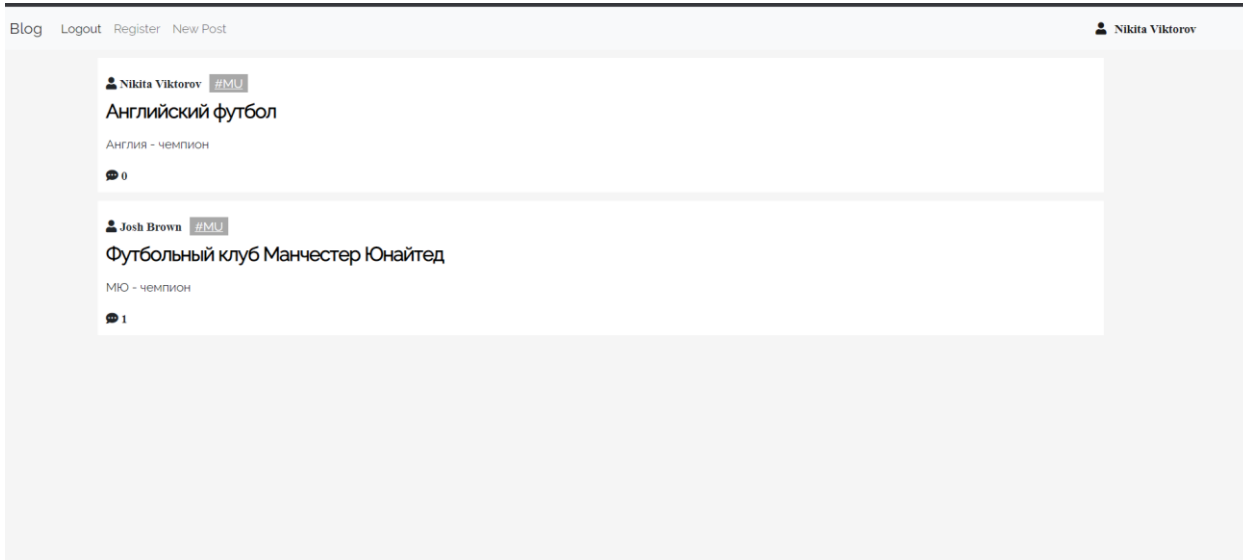 Blog Logout Register New Post Nikita Viktorov
Nikita Viktorov #MU
Английский футбол
Англия - чемпион
0
Josh Brown #MU
Футбольный клуб Манчестер Юнайтед
МЮ - чемпион
1